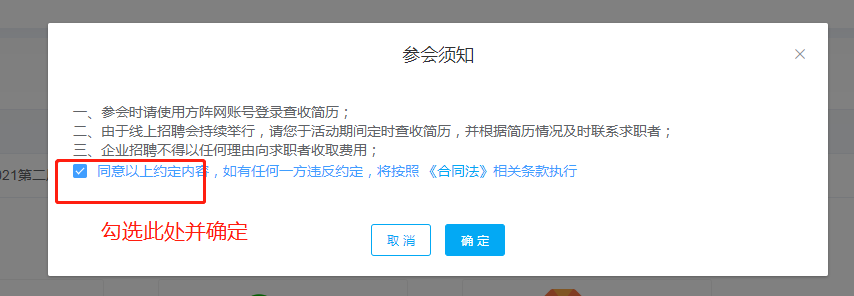 参会须知
一、参会时请使用方阵网账号登录查收简历；
二、由于线上招聘会持续举行，请您于活动期间定时查收简历，并根据简历情况及时联系求职者；
三、企业招聘不得以任何理由向求职者收取费用；
021第二
同意以上约定内容，如有任何一方违反约定，将按照 《合同法》相关条款执行
勾选此处并确定
取 消
确 定